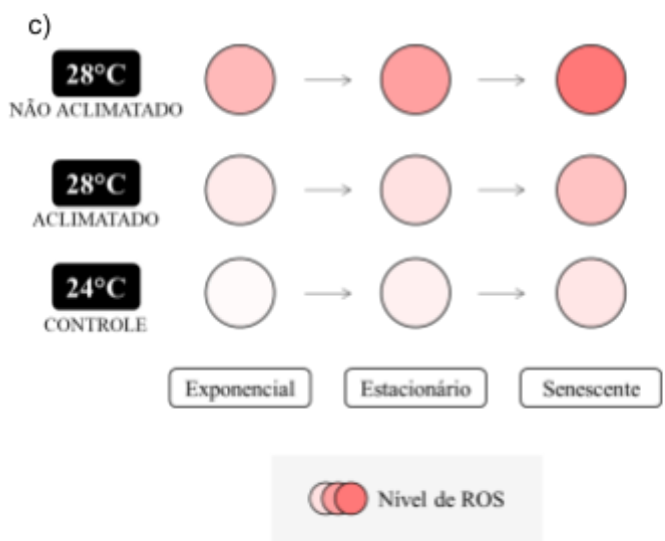 c)
28°C
NÃO ACLIMATADO
28°C
ACLIMATADO
24°C
CONTROLE
Exponencial
Estacionário
Senescente
Nível de ROS